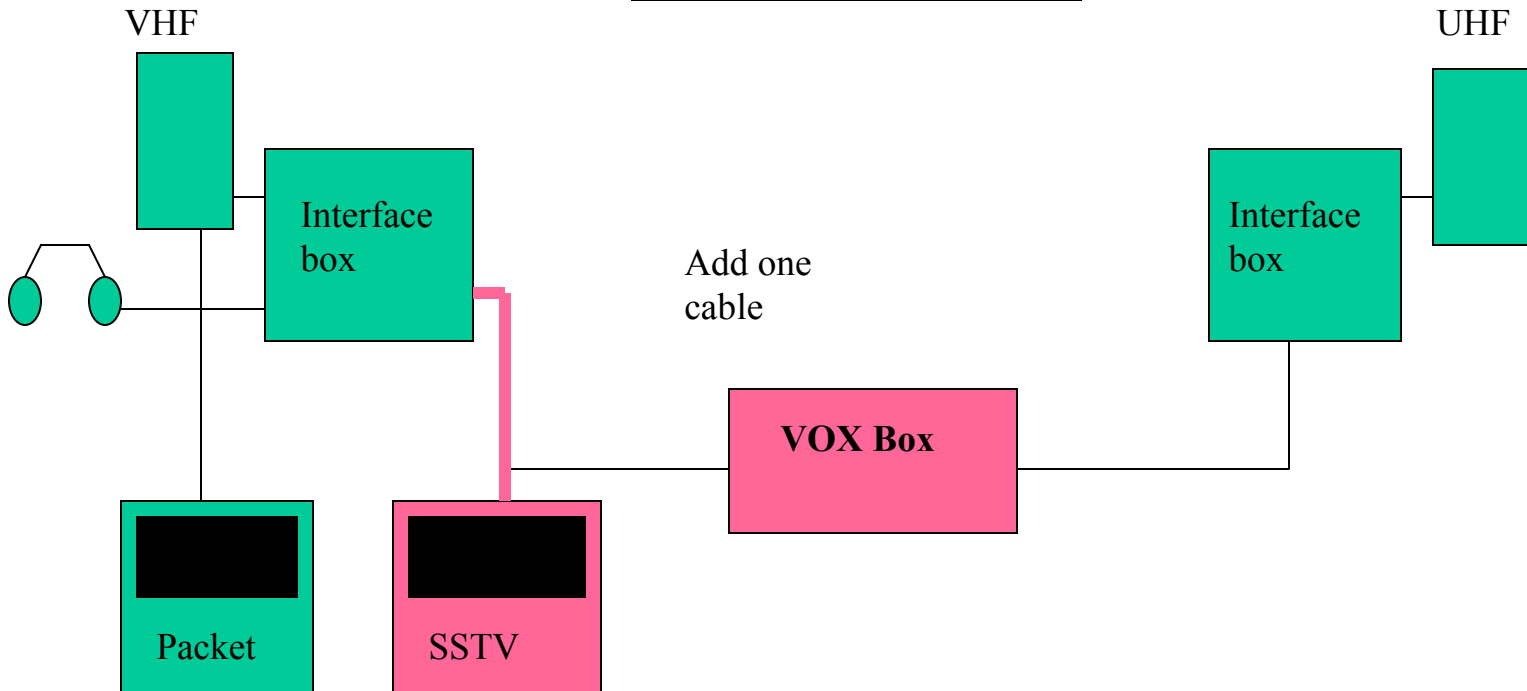 VHF
UHF
Interface
box
Interface
box
Add one
cable
VOX Box
Packet
SSTV